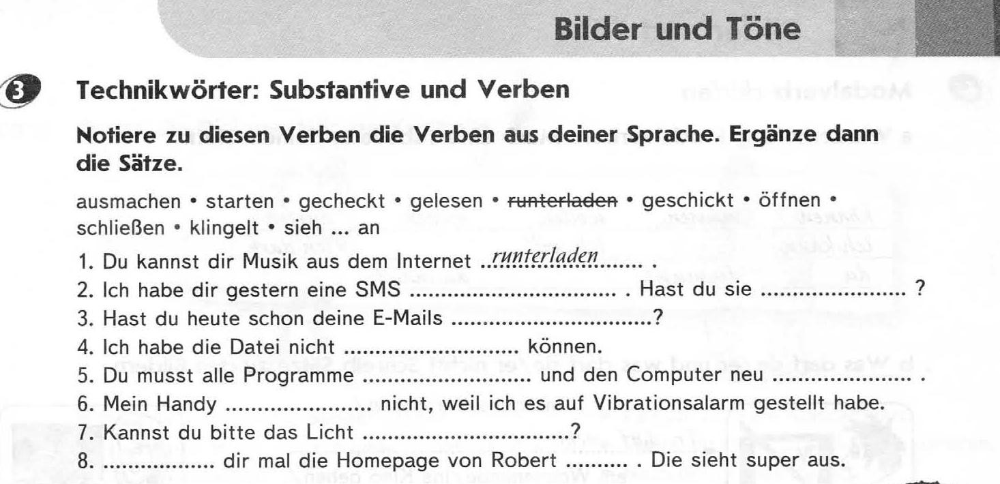 Bilder und Töne
3 Technikwörter: Substantive und Verben
Notiere zu diesen Verben die Verben aus deiner Sprache. Ergänze dann
die Sätze.
ausmachen • starten • gecheckt • gelesen • runterladen • geschickt • öffnen •
schließen • klingelt • sieh ... an
1. Du kannst dir Musik aus dem Internet ..runterladen...... .
2. Ich habe dir gestern eine SMS ................................ . Hast du sie ....................... ?
3. Hast du heute schon deine E-Mails ...............................?
4. Ich habe die Datei nicht ........................... können.
5. Du musst alle Programme .......................... und den Computer neu ..................... .
6. Mein Handy ....................... nicht, weil ich es auf Vibrationsalarm gestellt habe.
7. Kannst du bitte das Licht ................................?
8. .................. dir mal die Homepage von Robert .......... . Die sieht super aus.